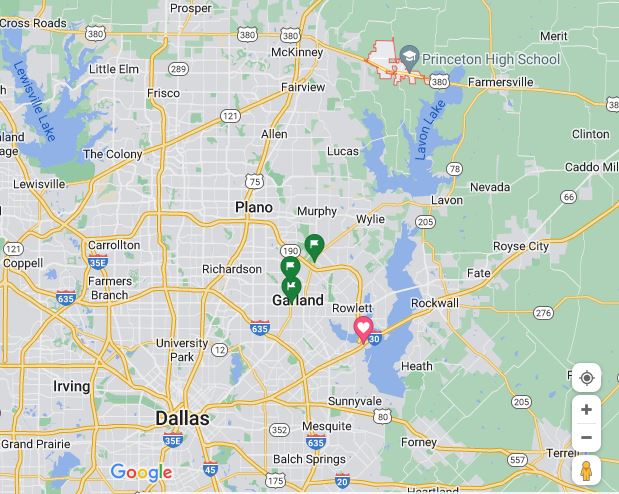 Prosper
Cross Roads
380
380
380
Merit
McKinney
Princeton High School
Little Elm
289
Fairview
380
Farmersville
Frisco
Lewisville Lake
121
Allen
Lavon Lake
Clinton
The Colony
Lucas
78
Caddo Mil
Lewisville
75
Nevada
66
Plano
Murphy
Lavon
Wylie
205
Carrollton
190
Royse City
121
35E
Coppell
Richardson
Fate
Farmers
Branch
635
Garland
Rowlett
Rockwall
635
30
University
Park
12
Heath
Irving
Sunnyvale
205
Dallas
80
352
Mesquite
35E
635
Forney
Grand Prairie
557
Terrell
Balch Springs
Google
45
175
20
Heartland